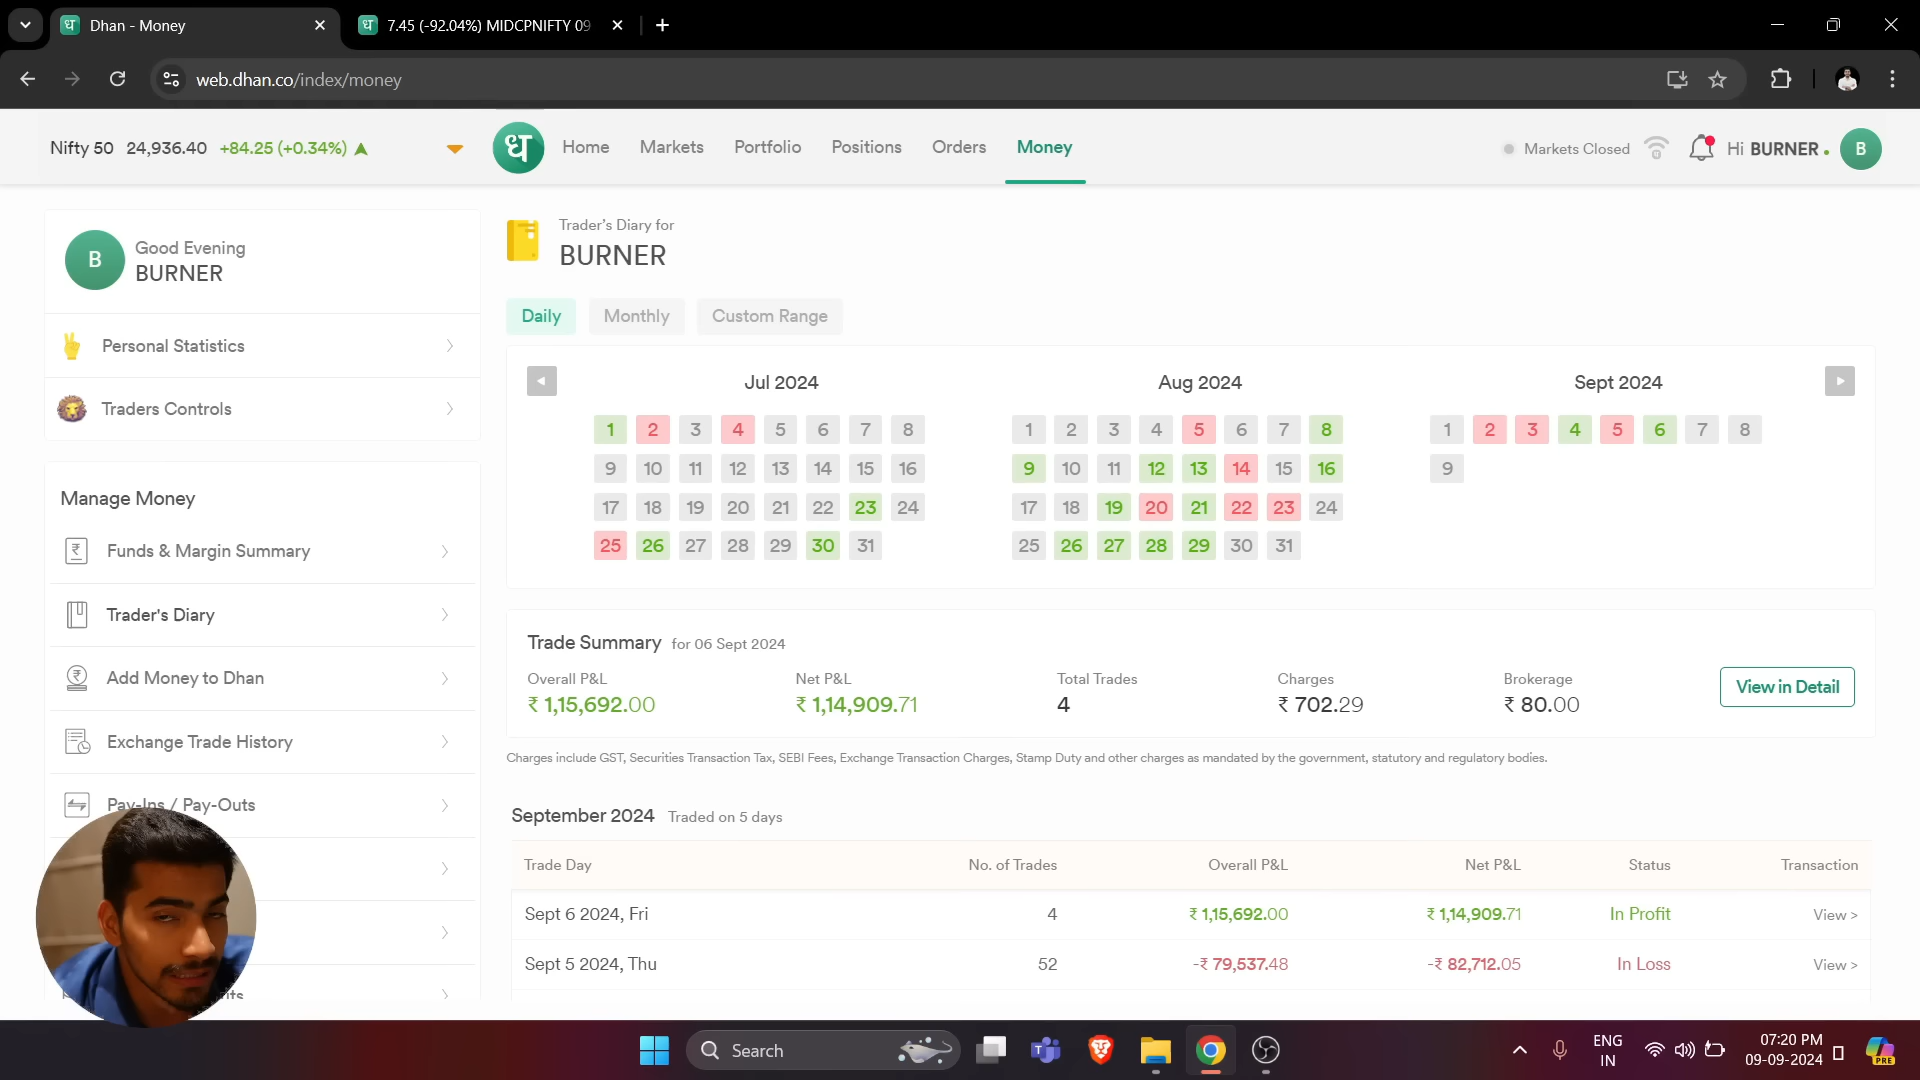 Dhan - Money
7.45 (-92.04%) MIDCPNIFTY 09
web.dhan.co/index/money
Nifty 50 24,936.40 +84.25 (+0.34%)
ध
Home Markets Portfolio Positions Orders Money
Markets Closed
Hi BURNER
B
B
Good Evening
BURNER
Personal Statistics
Traders Controls
Manage Money
Funds & Margin Summary
Trader's Diary
Add Money to Dhan
Exchange Trade History
Pay-Ins / Pay-Outs
Trader's Diary for
BURNER
Daily Monthly Custom Range
Jul 2024
1 2 3 4 5 6 7 8
9 10 11 12 13 14 15 16
17 18 19 20 21 22 23 24
25 26 27 28 29 30 31
Aug 2024
1 2 3 4 5 6 7 8
9 10 11 12 13 14 15 16
17 18 19 20 21 22 23 24
25 26 27 28 29 30 31
Sept 2024
1 2 3 4 5 6 7 8
9
Trade Summary for 06 Sept 2024
Overall P&L Net P&L Total Trades Charges Brokerage
₹ 1,15,692.00 ₹ 1,14,909.71 4 ₹ 702.29 ₹ 80.00
View in Detail
Charges include GST, Securities Transaction Tax, SEBI Fees, Exchange Transaction Charges, Stamp Duty and other charges as mandated by the government, statutory and regulatory bodies.
September 2024 Traded on 5 days
Trade Day No. of Trades Overall P&L Net P&L Status Transaction
Sept 6 2024, Fri 4 ₹ 1,15,692.00 ₹ 1,14,909.71 In Profit View >
Sept 5 2024, Thu 52 -₹ 79,537.48 -₹ 82,712.05 In Loss View >
Search
ENG
IN
07:20 PM
09-09-2024
PRE